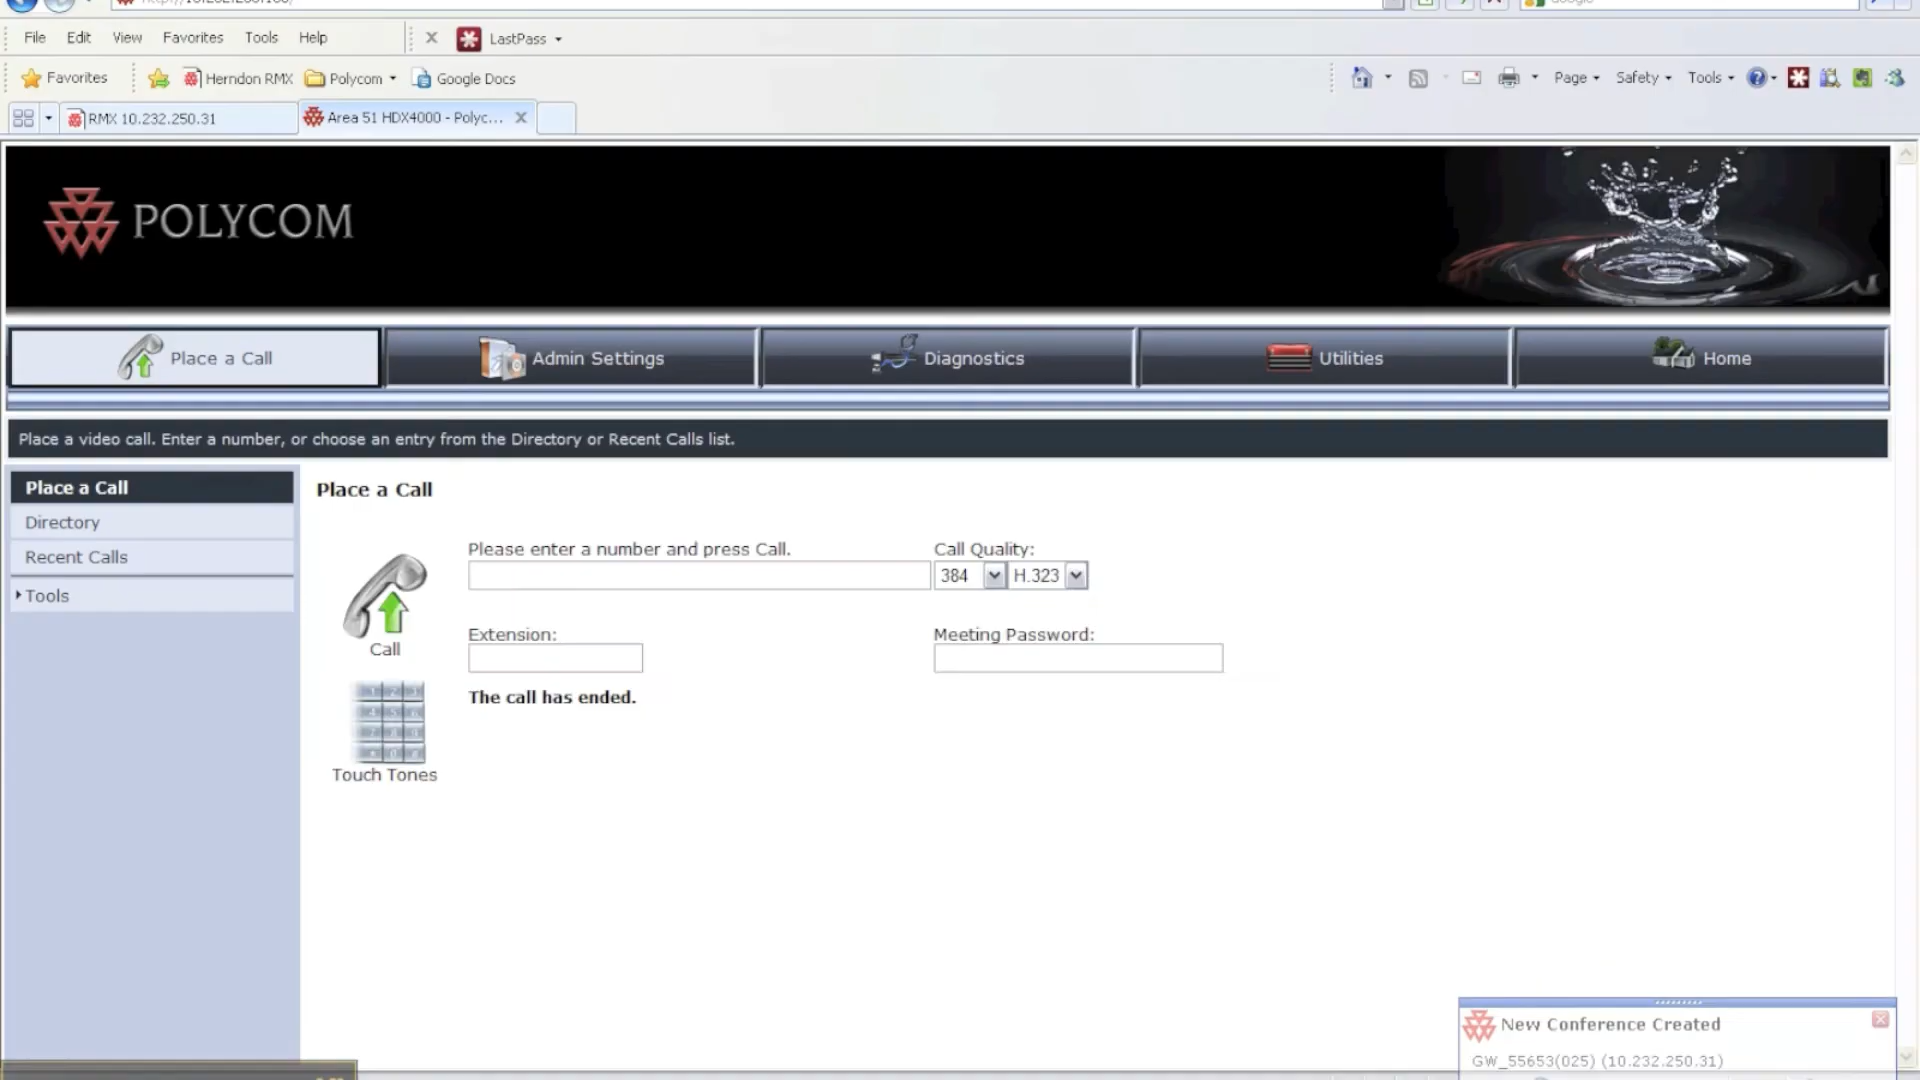 File Edit View Favorites Tools Help LastPass
Favorites Herndon RMX Polycom Google Docs Page Safety Tools
RMX 10.232.250.31 Area 51 HDX4000 - Polyc...
POLYCOM
Place a Call Admin Settings Diagnostics Utilities Home
Place a video call. Enter a number, or choose an entry from the Directory or Recent Calls list.
Place a Call
Directory
Recent Calls
Tools
Place a Call
Please enter a number and press Call. Call Quality:
384 H.323
Extension: Meeting Password:
Call
The call has ended.
Touch Tones
New Conference Created
GW_55653(025) (10.232.250.31)